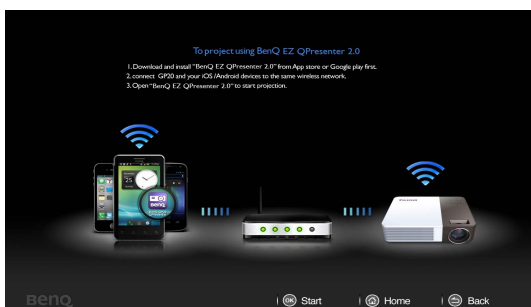 To project using BenQ EZ QPresenter 2.0
1. Download and install "BenQ EZ QPresenter 2.0" from App store or Google play first.
2. connect GP20 and your iOS /Android devices to the same wireless network.
3. Open "BenQ EZ QPresenter 2.0" to start projection.
25
BenQ
BenQ
OK Start
Home
Back